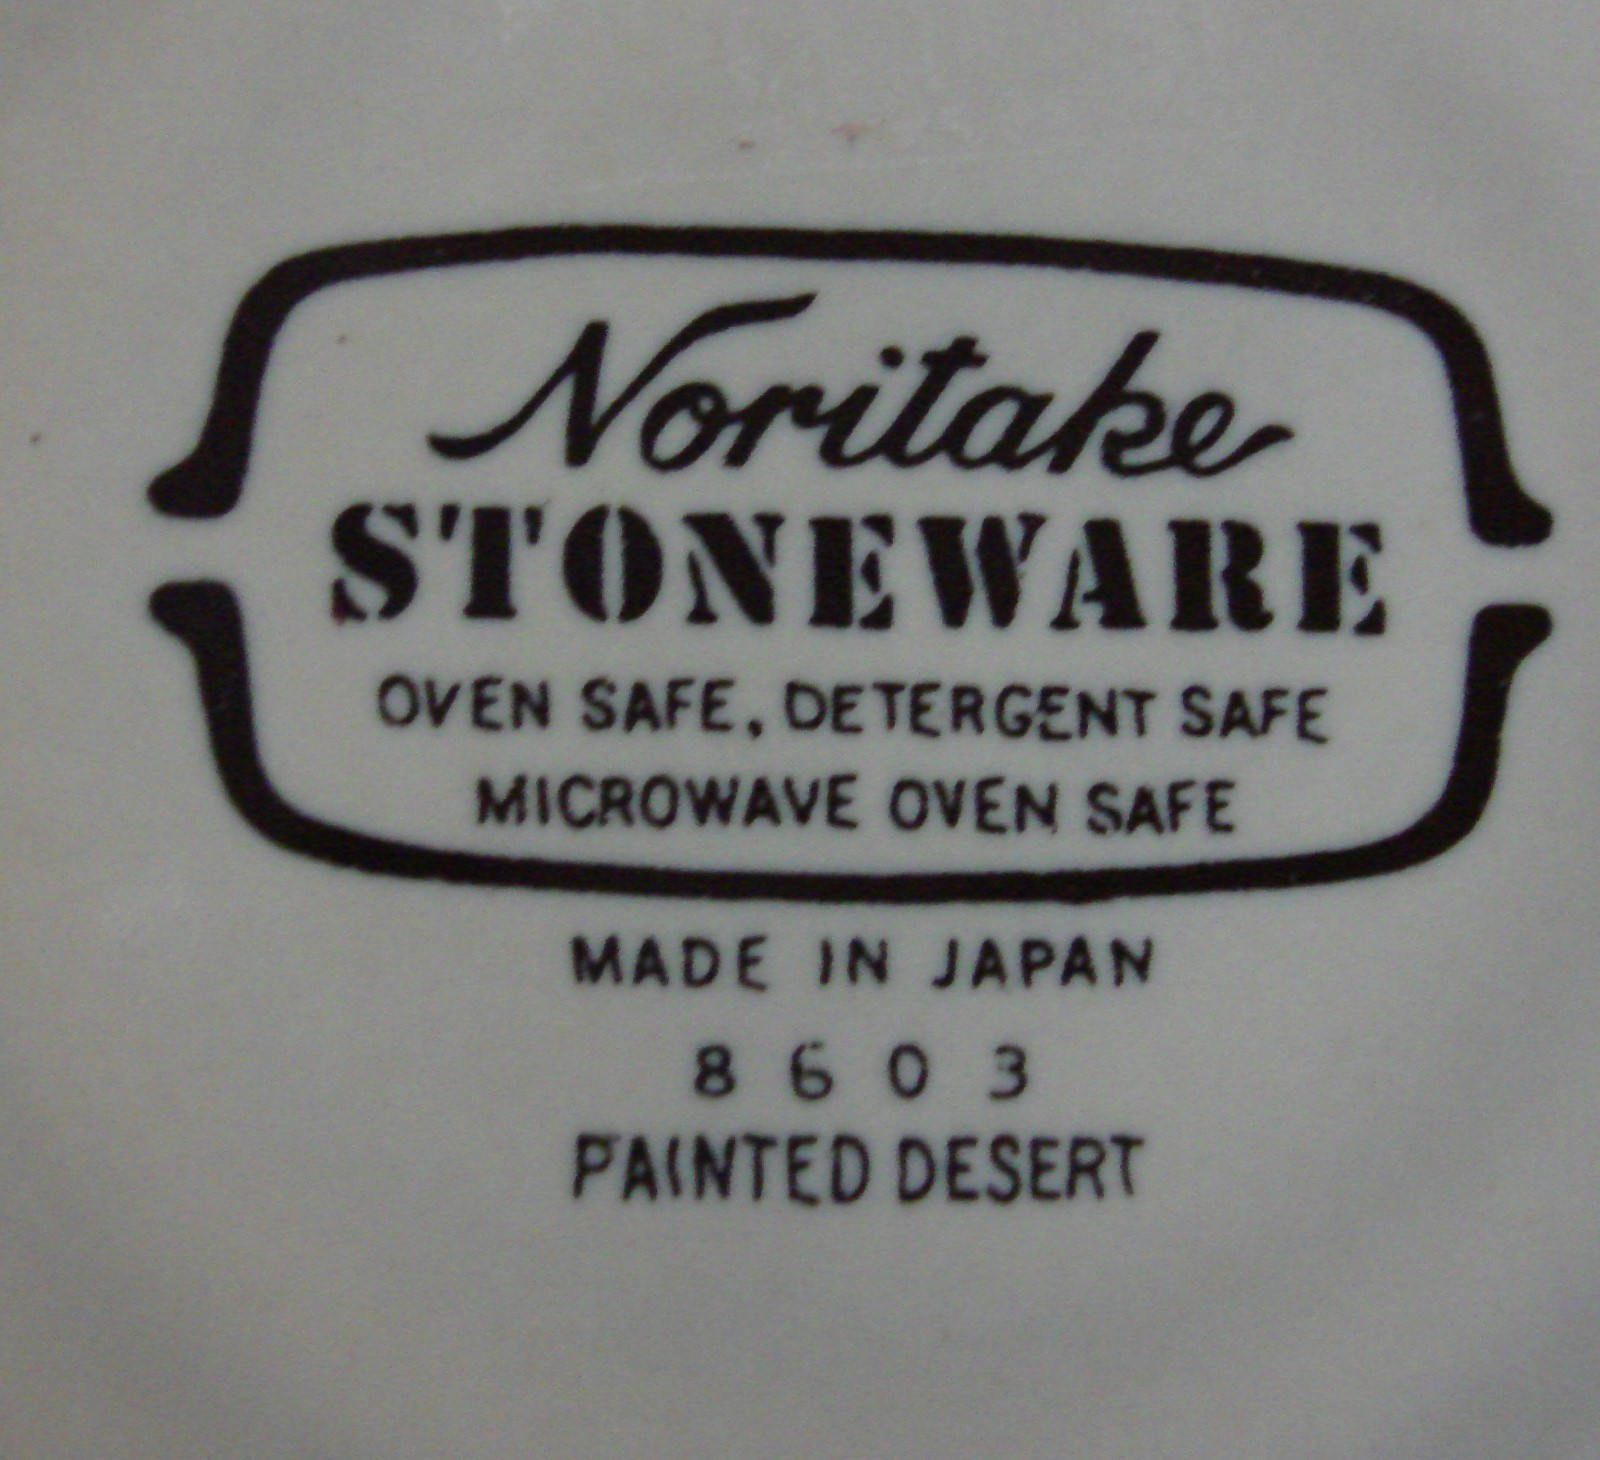 Noritake
STONEWARE
OVEN SAFE, DETERGENT SAFE
MICROWAVE OVEN SAFE
MADE IN JAPAN
8603
PAINTED DESERT